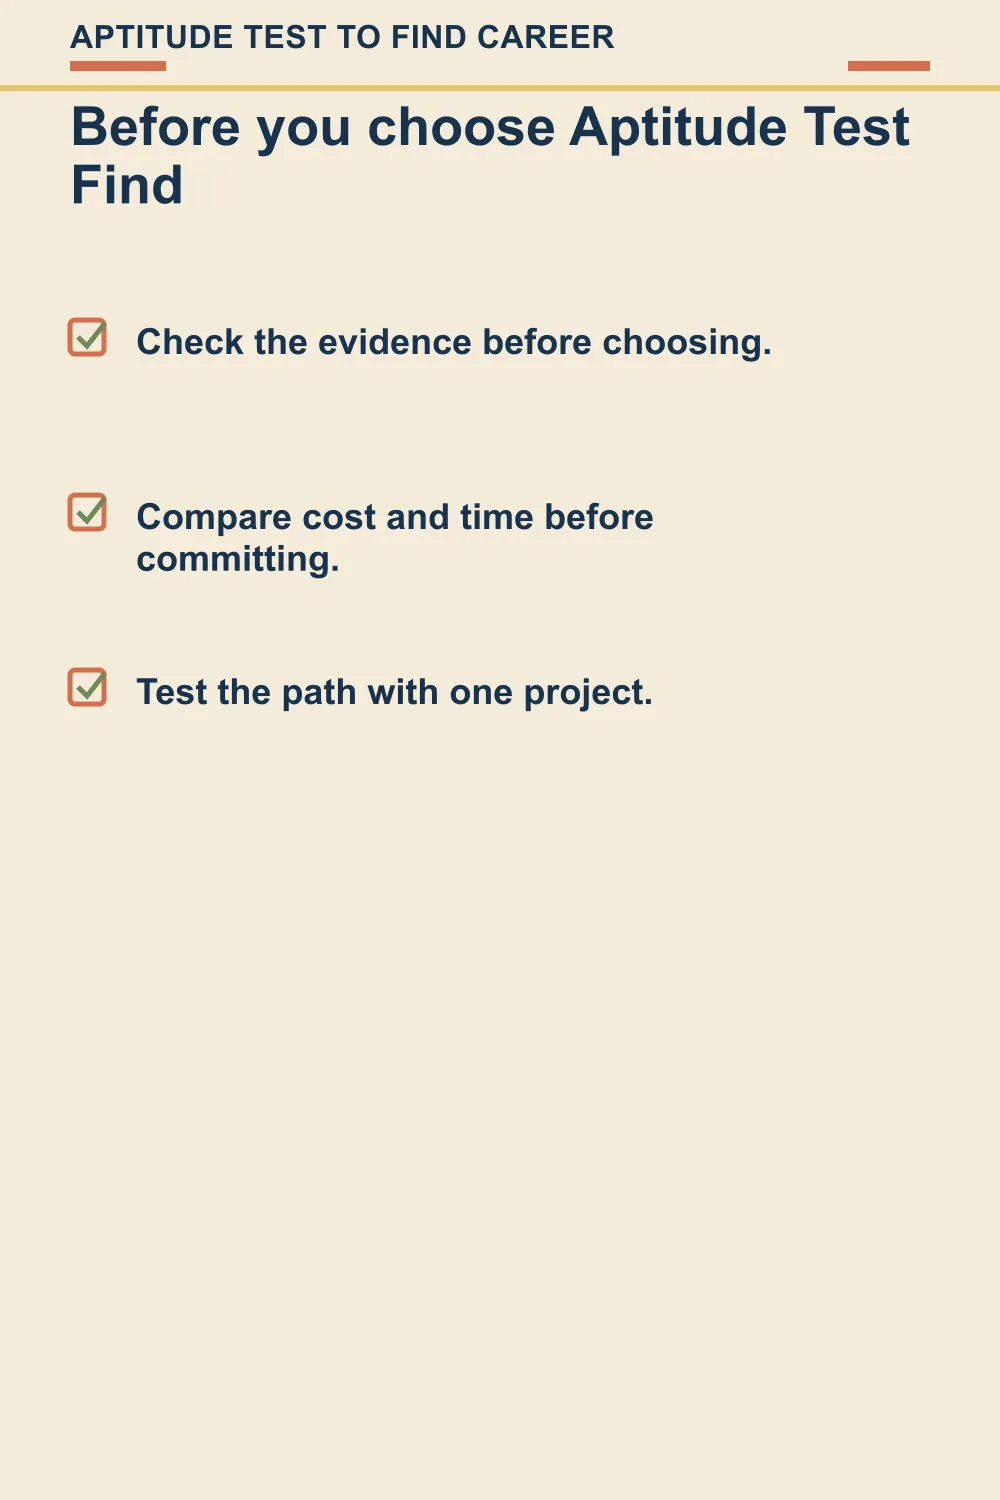 APTITUDE TEST TO FIND CAREER
Before you choose Aptitude Test
Find
Check the evidence before choosing.
Compare cost and time before
committing.
Test the path with one project.